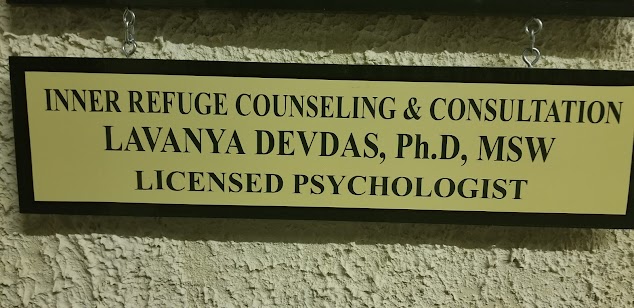 INNER REFUGE COUNSELING & CONSULTATION
LAVANYA DEVDAS, Ph.D, MSW
LICENSED PSYCHOLOGIST